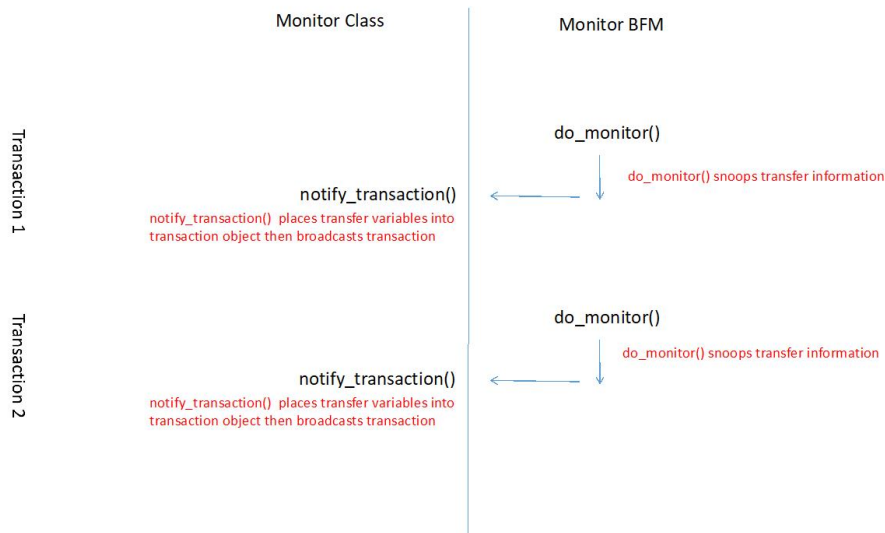 Monitor Class
Monitor BFM
Transaction 1
do_monitor()
do_monitor() snoops transfer information
notify_transaction()
notify_transaction()  places transfer variables into
transaction object then broadcasts transaction
Transaction 2
do_monitor()
do_monitor() snoops transfer information
notify_transaction()
notify_transaction()  places transfer variables into
transaction object then broadcasts transaction